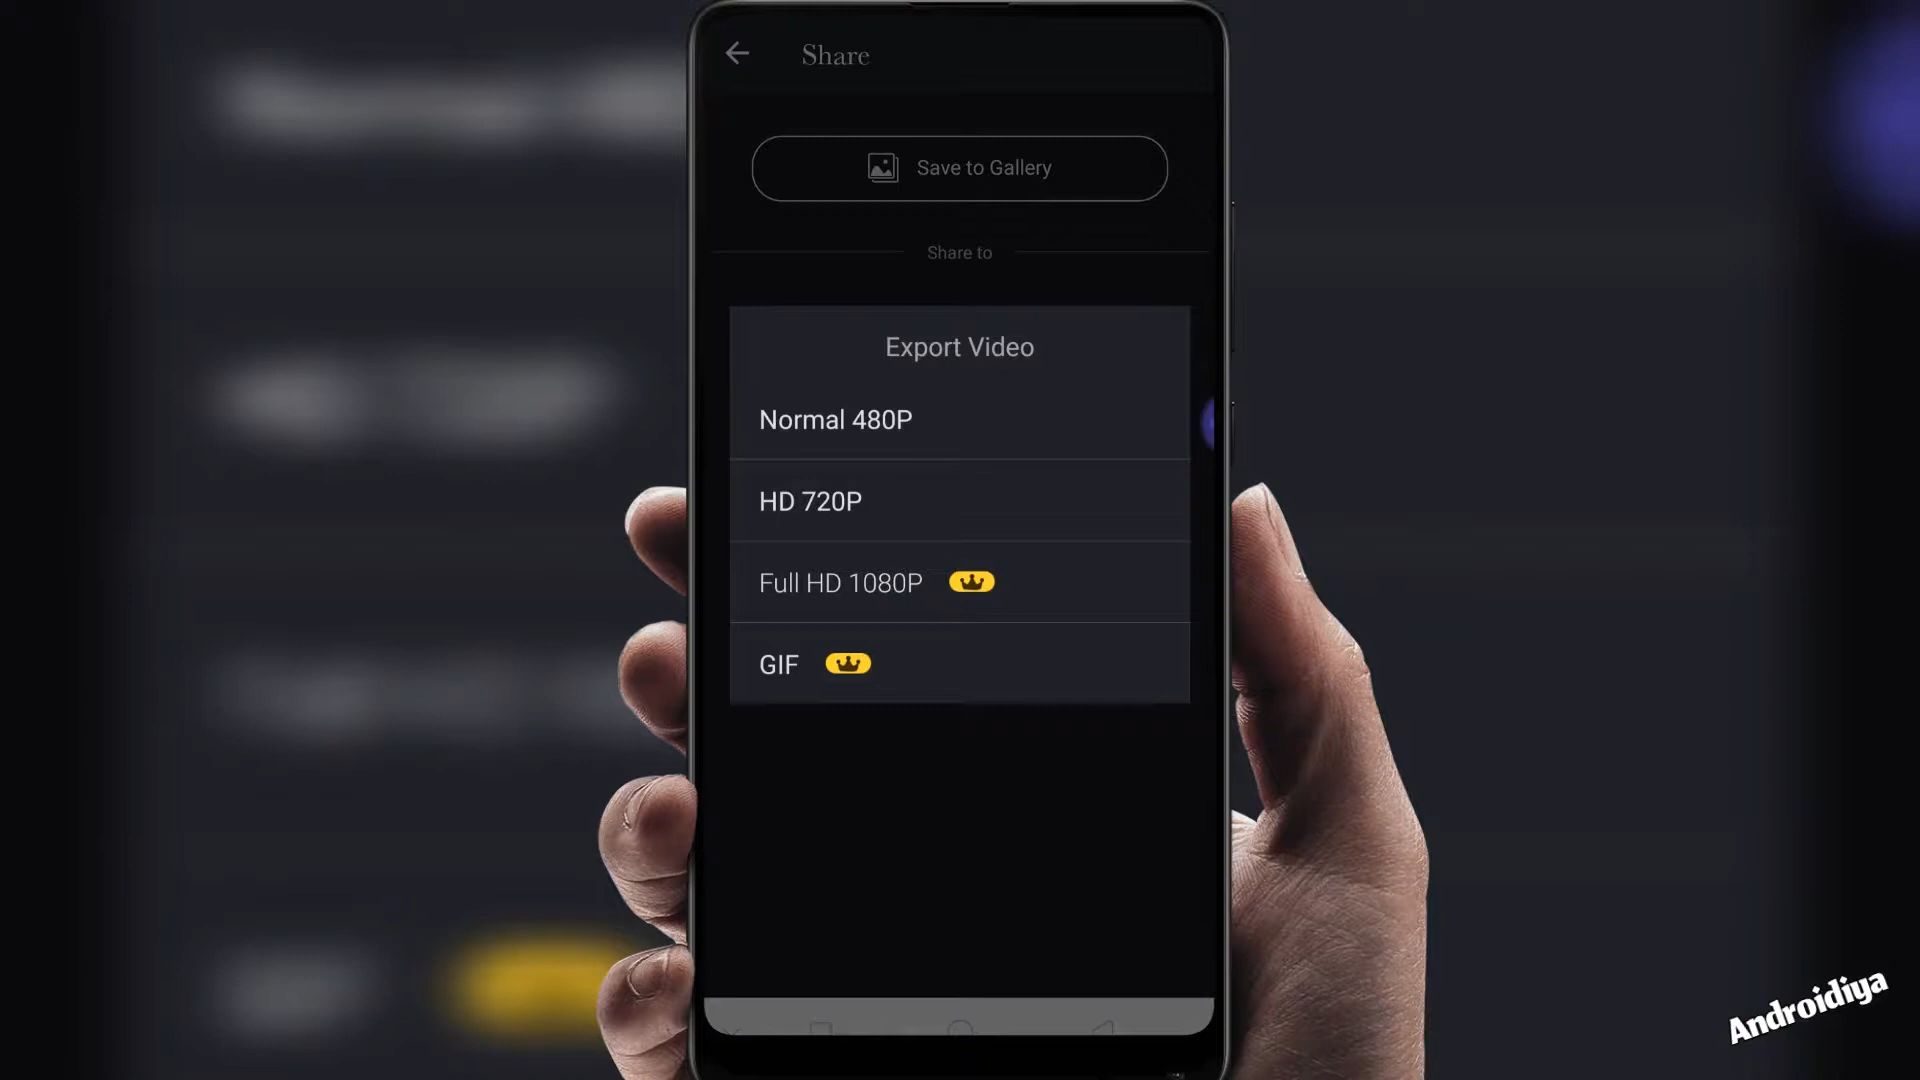 Share
Save to Gallery
Share to
Export Video
Normal 480P
HD 720P
Full HD 1080P
GIF
Androidiya